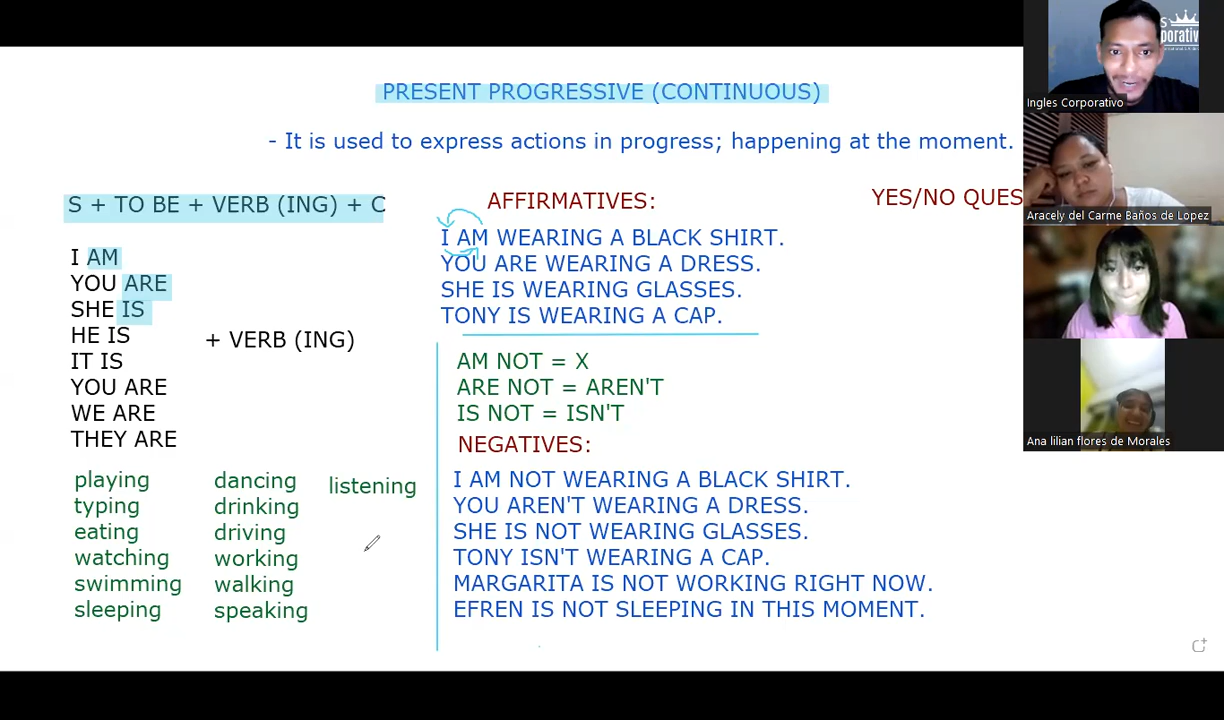 PRESENT PROGRESSIVE (CONTINUOUS)
- It is used to express actions in progress; happening at the moment.
S + TO BE + VERB (ING) + C
I AM
YOU ARE
SHE IS
HE IS
IT IS
YOU ARE
WE ARE
THEY ARE
+ VERB (ING)
playing
typing
eating
watching
swimming
sleeping
dancing
drinking
driving
working
walking
speaking
listening
AFFIRMATIVES:
I AM WEARING A BLACK SHIRT.
YOU ARE WEARING A DRESS.
SHE IS WEARING GLASSES.
TONY IS WEARING A CAP.
AM NOT = X
ARE NOT = AREN'T
IS NOT = ISN'T
NEGATIVES:
I AM NOT WEARING A BLACK SHIRT.
YOU AREN'T WEARING A DRESS.
SHE IS NOT WEARING GLASSES.
TONY ISN'T WEARING A CAP.
MARGARITA IS NOT WORKING RIGHT NOW.
EFREN IS NOT SLEEPING IN THIS MOMENT.
YES/NO QUES
Ingles Corporativo
Aracely del Carme Baños de Lopez
Ana lilian flores de Morales